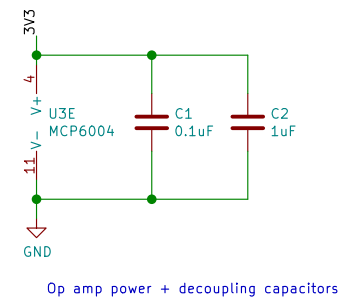 3V3
4
V+
U3E
MCP6004
V-
11
C1
0.1uF
C2
1uF
GND
Op amp power + decoupling capacitors